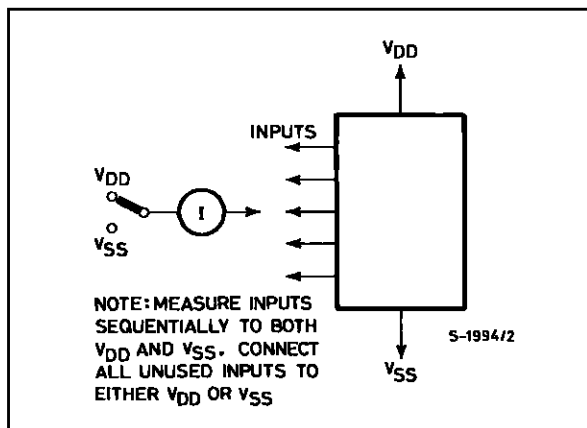 VDD
INPUTS
VDD
I
VSS
NOTE: MEASURE INPUTS
SEQUENTIALLY TO BOTH
VDD AND VSS. CONNECT
ALL UNUSED INPUTS TO
EITHER VDD OR VSS
S-1994/2
VSS